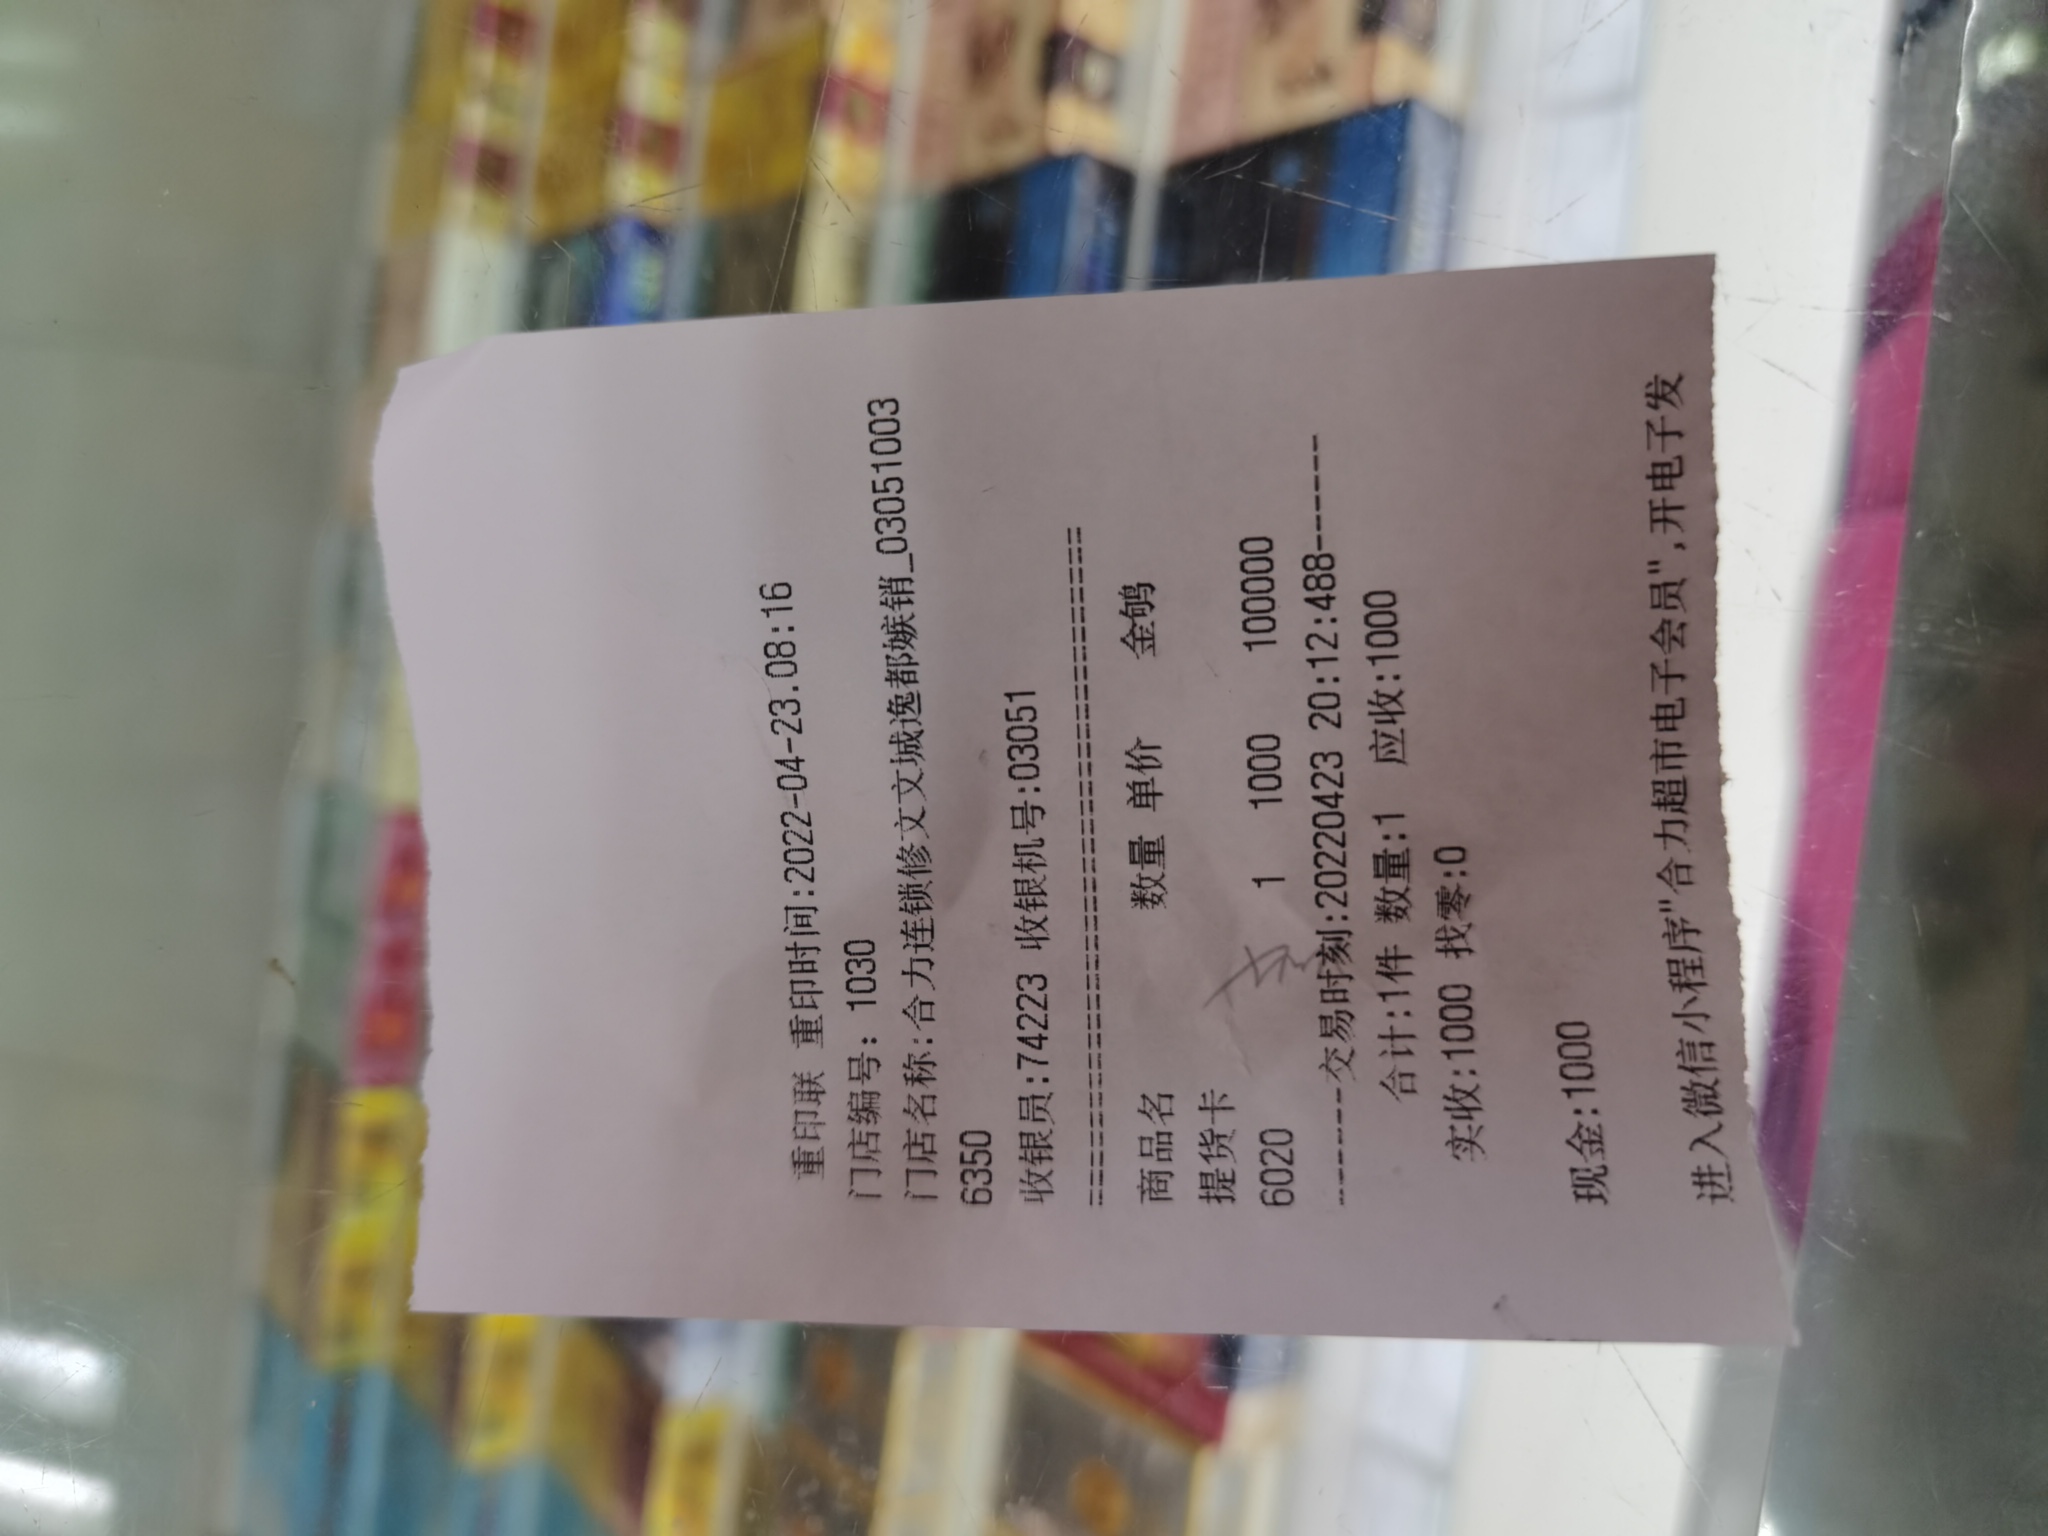 重印联 重印时间:2022-04-23.08:16
门店编号: 1030
门店名称:合力连锁修文文城逸都嫉销_03051003
6350
收银员:74223 收银机号:03051
==========================================
商品名 数量 单价 金鸲
提货卡
6020 1 1000 100000
--------交易时刻:20220423 20:12:488-------
合计:1件 数量:1 应收:1000
实收:1000 找零:0
现金:1000
进入微信小程序"合力超市电子会员",开电子发